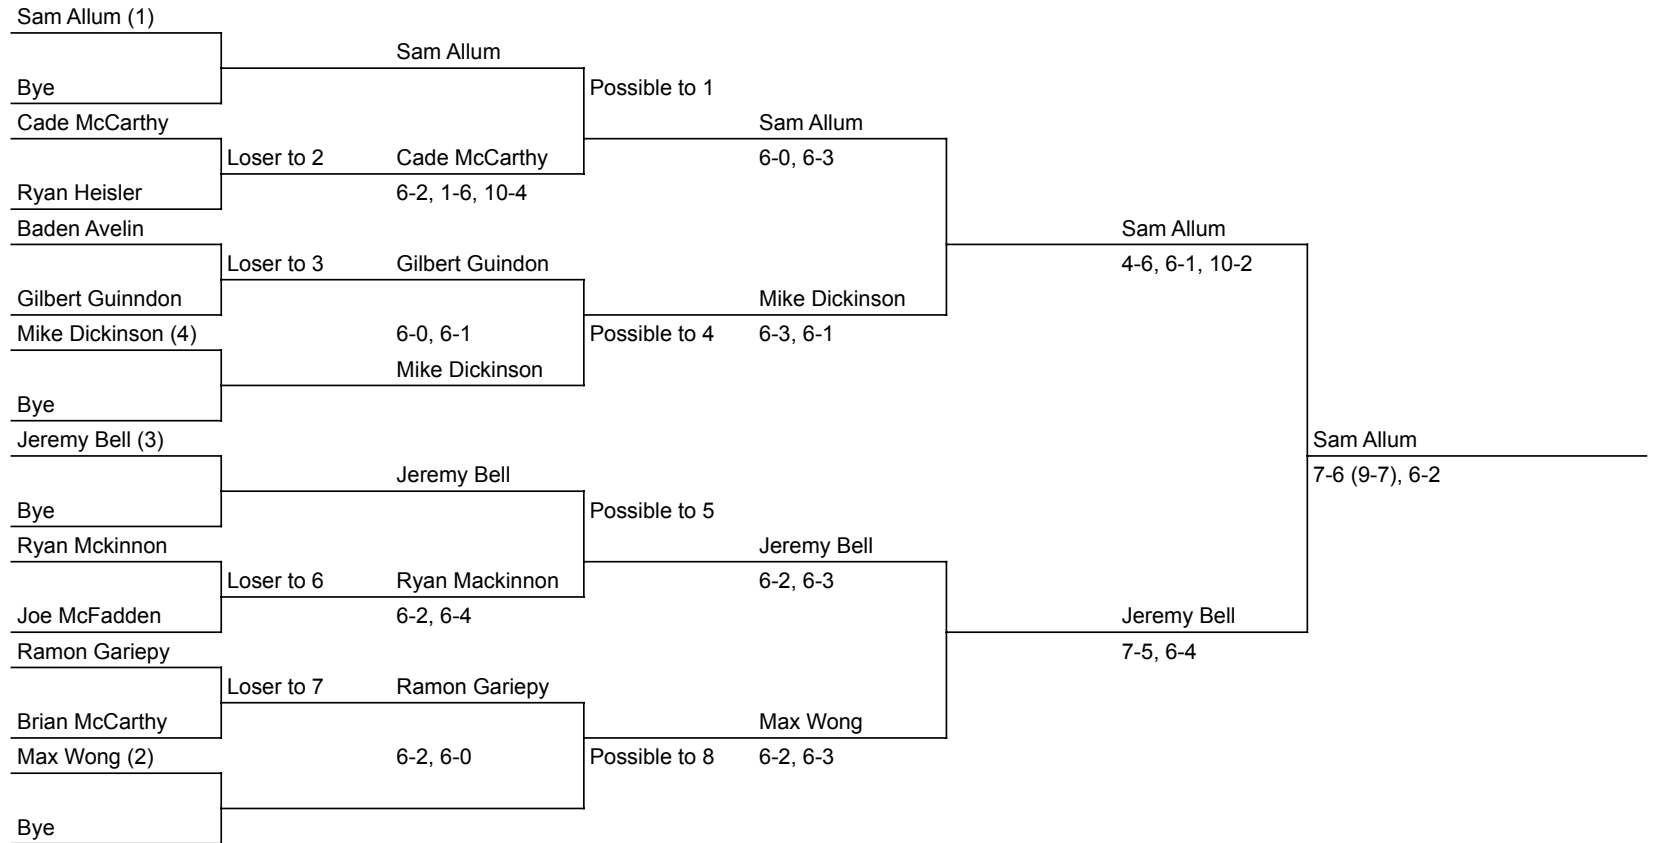 Sam Allum (1)
Sam Allum
Bye
Possible to 1
Cade McCarthy
Sam Allum
Loser to 2
Cade McCarthy
6-0, 6-3
Ryan Heisler
6-2, 1-6, 10-4
Baden Avelin
Sam Allum
Loser to 3
Gilbert Guindon
4-6, 6-1, 10-2
Gilbert Guinndon
Mike Dickinson
Mike Dickinson (4)
6-0, 6-1
Possible to 4
6-3, 6-1
Mike Dickinson
Bye
Jeremy Bell (3)
Sam Allum
Jeremy Bell
7-6 (9-7), 6-2
Bye
Possible to 5
Ryan Mckinnon
Jeremy Bell
Loser to 6
Ryan Mackinnon
6-2, 6-3
Joe McFadden
6-2, 6-4
Jeremy Bell
Ramon Gariepy
7-5, 6-4
Loser to 7
Ramon Gariepy
Brian McCarthy
Max Wong
Max Wong (2)
6-2, 6-0
Possible to 8
6-2, 6-3
Bye